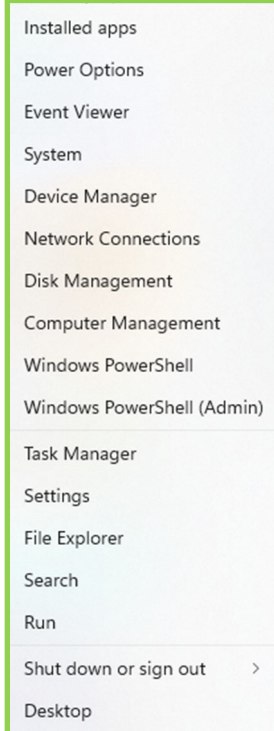 Installed apps
Power Options
Event Viewer
System
Device Manager
Network Connections
Disk Management
Computer Management
Windows PowerShell
Windows PowerShell (Admin)
Task Manager
Settings
File Explorer
Search
Run
Shut down or sign out
Desktop